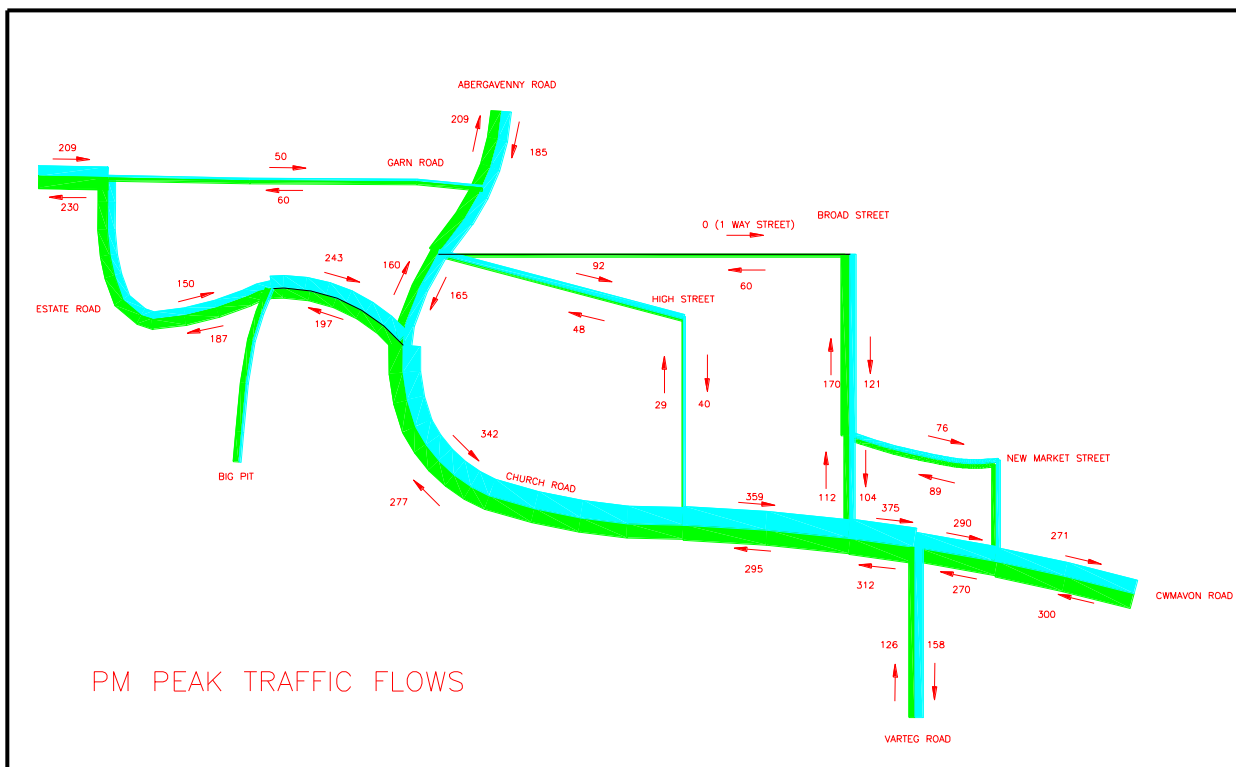 ABERGAVENNY ROAD
209
185
209
50
GARN ROAD
60
230
BROAD STREET
0 (1 WAY STREET)
243
160
92
60
150
165
HIGH STREET
ESTATE ROAD
197
48
187
170
121
29
40
76
342
NEW MARKET STREET
BIG PIT
CHURCH ROAD
89
277
359
112
104
375
290
271
295
312
270
CWMAVON ROAD
300
126
158
PM PEAK TRAFFIC FLOWS
VARTEG ROAD